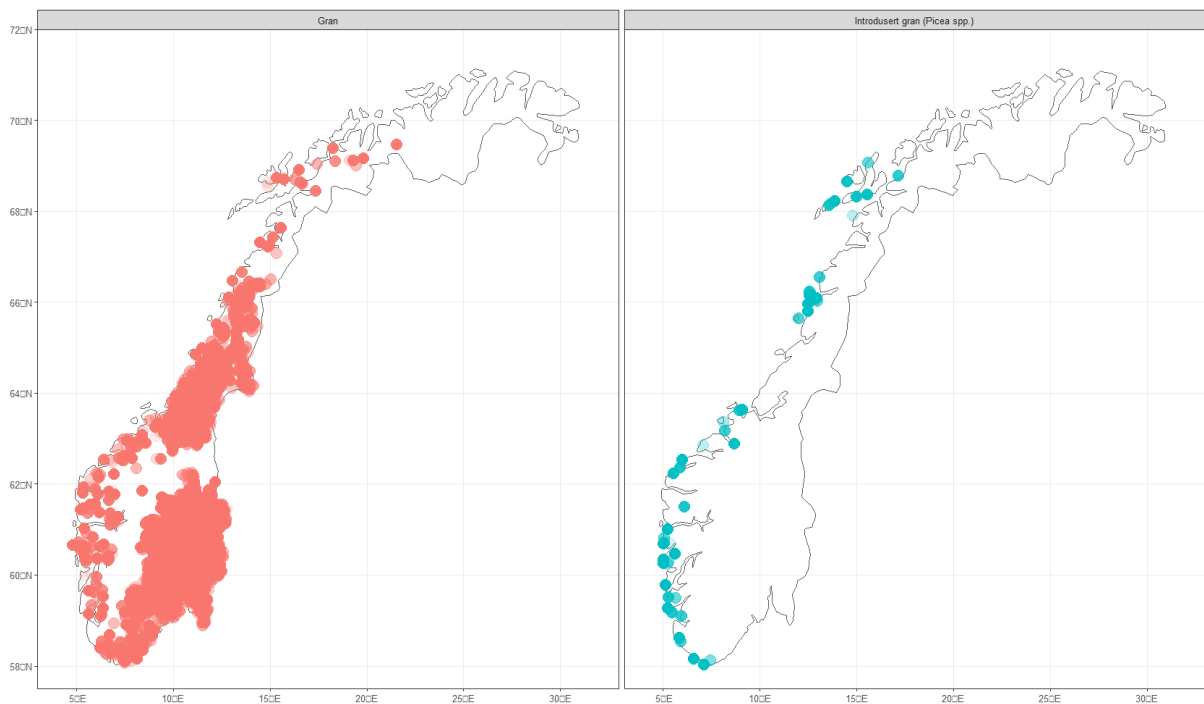 Gran
Introdusert gran (Picea spp.)
72□N
70□N
68□N
66□N
64□N
62□N
60□N
58□N
5□E 10□E 15□E 20□E 25□E 30□E
5□E 10□E 15□E 20□E 25□E 30□E